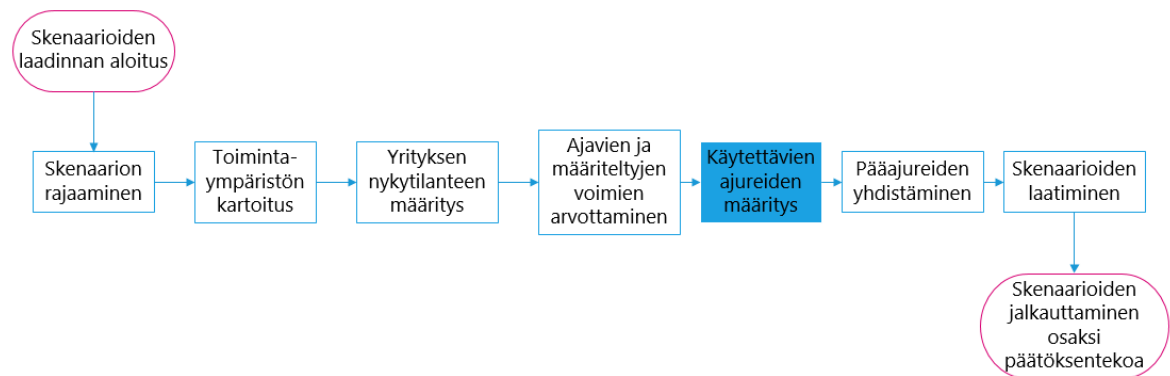 Skenaarioiden
laadinnan aloitus
Skenaarion
rajaaminen
Toiminta-
ympäristön
kartoitus
Yrityksen
nykytilanteen
määritys
Ajavien ja
määriteltyjen
voimien
arvottaminen
Käytettävien
ajureiden
määritys
Pääajureiden
yhdistäminen
Skenaarioiden
laatiminen
Skenaarioiden
jalkauttaminen
osaksi
päätöksentekoa